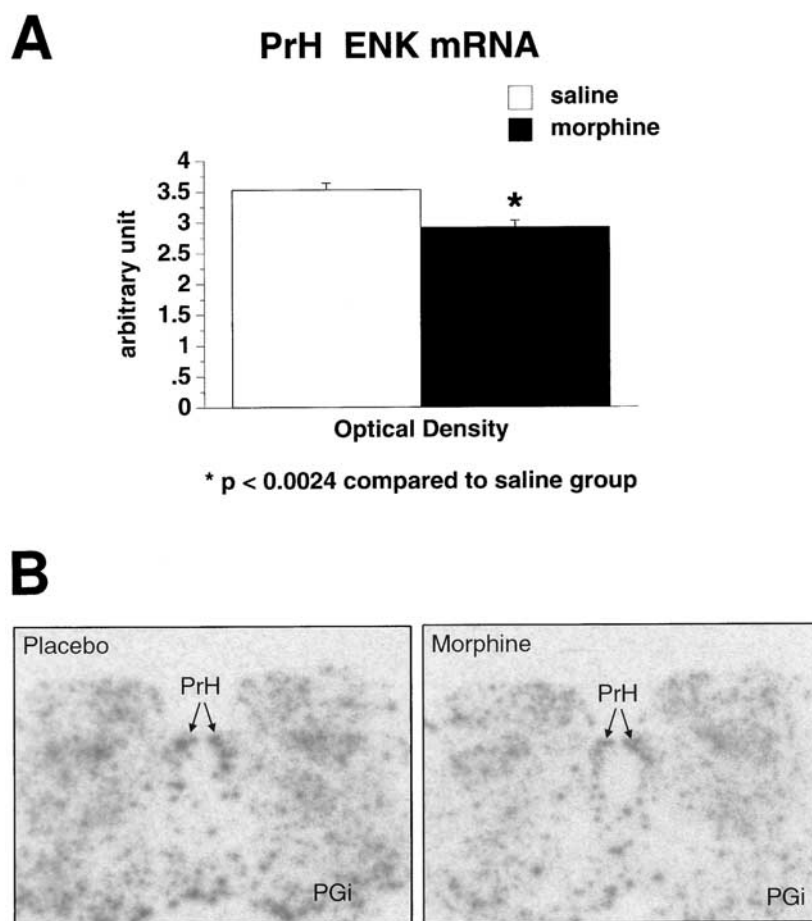 A
PrH ENK mRNA
saline
morphine
4
3.5
3
2.5
2
1.5
1
.5
0
arbitrary unit
*
Optical Density
* p < 0.0024 compared to saline group
B
Placebo
PrH
PGi
Morphine
PrH
PGi